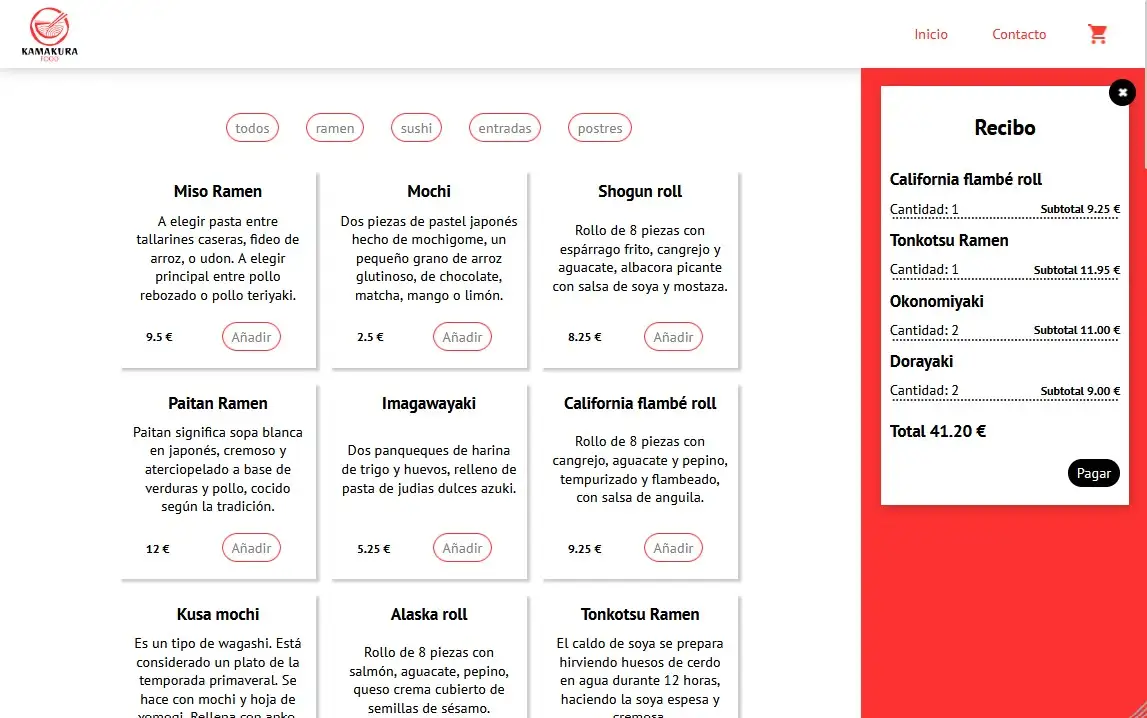 KAMAKURA
FOOD
Inicio
Contacto
todos
ramen
sushi
entradas
postres
Miso Ramen
A elegir pasta entre
tallarines caseras, fideo de
arroz, o udon. A elegir
principal entre pollo
rebozado o pollo teriyaki.
9.5 €
Añadir
Mochi
Dos piezas de pastel japonés
hecho de mochigome, un
pequeño grano de arroz
glutinoso, de chocolate,
matcha, mango o limón.
2.5 €
Añadir
Shogun roll
Rollo de 8 piezas con
espárrago frito, cangrejo y
aguacate, albacora picante
con salsa de soya y mostaza.
8.25 €
Añadir
Paitan Ramen
Paitan significa sopa blanca
en japonés, cremoso y
aterciopelado a base de
verduras y pollo, cocido
según la tradición.
12 €
Añadir
Imagawayaki
Dos panqueques de harina
de trigo y huevos, relleno de
pasta de judias dulces azuki.
5.25 €
Añadir
California flambé roll
Rollo de 8 piezas con
cangrejo, aguacate y pepino,
tempurizado y flambeado,
con salsa de anguila.
9.25 €
Añadir
Kusa mochi
Es un tipo de wagashi. Está
considerado un plato de la
temporada primaveral. Se
hace con mochi y hoja de
yomogi. Rellena con anko,
Alaska roll
Rollo de 8 piezas con
salmón, aguacate, pepino,
queso crema cubierto de
semillas de sésamo.
Tonkotsu Ramen
El caldo de soya se prepara
hirviendo huesos de cerdo
en agua durante 12 horas,
haciendo la soya espesa y
cremosa.
Recibo
California flambé roll
Cantidad: 1 Subtotal 9.25 €
Tonkotsu Ramen
Cantidad: 1 Subtotal 11.95 €
Okonomiyaki
Cantidad: 2 Subtotal 11.00 €
Dorayaki
Cantidad: 2 Subtotal 9.00 €
Total 41.20 €
Pagar